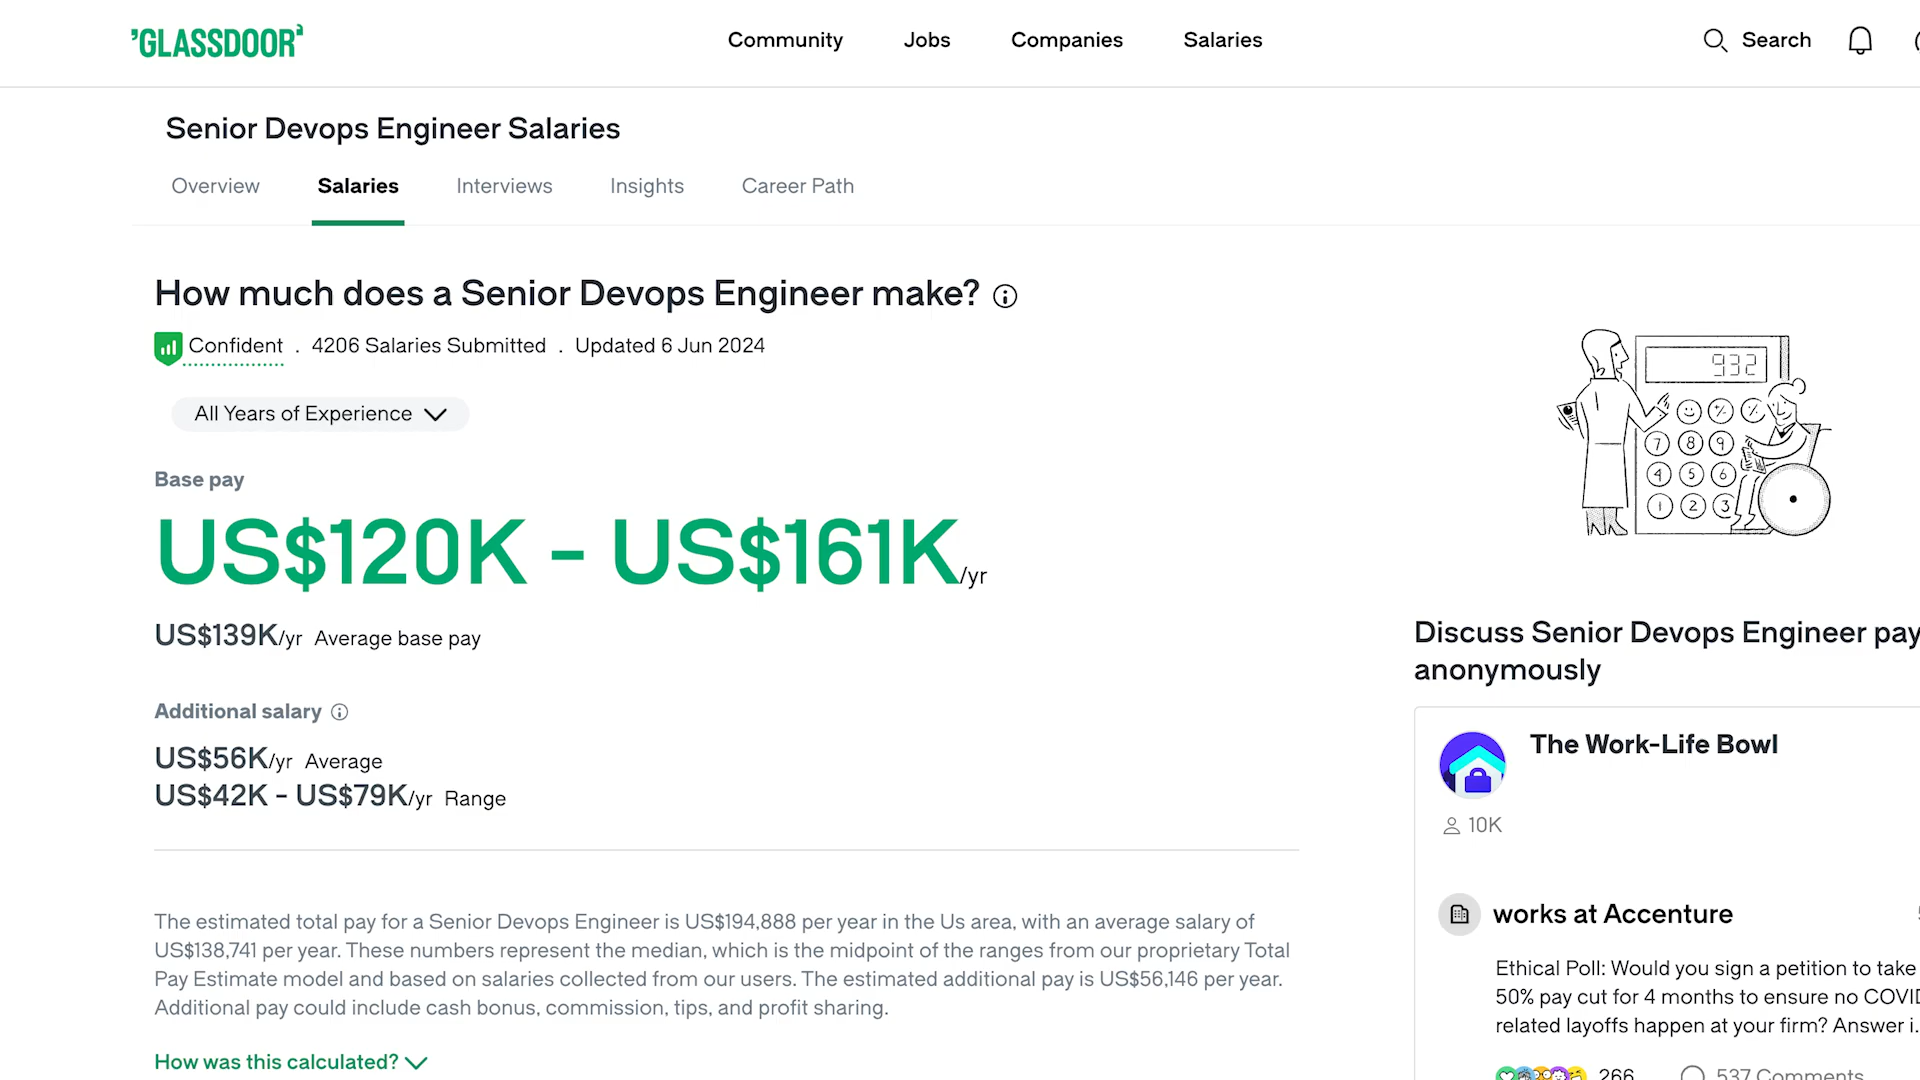 GLASSDOOR
Community
Jobs
Companies
Salaries
Search
Senior Devops Engineer Salaries
Overview
Salaries
Interviews
Insights
Career Path
How much does a Senior Devops Engineer make?
Confident . 4206 Salaries Submitted . Updated 6 Jun 2024
All Years of Experience
Base pay
US$120K - US$161K/yr
US$139K/yr Average base pay
Additional salary
US$56K/yr Average
US$42K - US$79K/yr Range
The estimated total pay for a Senior Devops Engineer is US$194,888 per year in the Us area, with an average salary of
US$138,741 per year. These numbers represent the median, which is the midpoint of the ranges from our proprietary Total
Pay Estimate model and based on salaries collected from our users. The estimated additional pay is US$56,146 per year.
Additional pay could include cash bonus, commission, tips, and profit sharing.
How was this calculated?
932
7 8 9
4 5 6
1 2 3
Discuss Senior Devops Engineer pay
anonymously
The Work-Life Bowl
10K
works at Accenture
Ethical Poll: Would you sign a petition to take
50% pay cut for 4 months to ensure no COVID
related layoffs happen at your firm? Answer i...
266
537 Comments